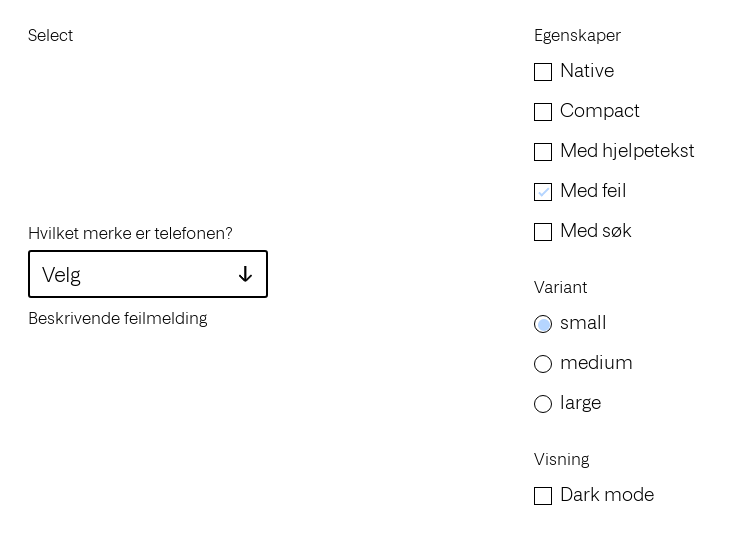 Select
Hvilket merke er telefonen?
Velg
Beskrivende feilmelding
Egenskaper
Native
Compact
Med hjelpetekst
Med feil
Med søk
Variant
small
medium
large
Visning
Dark mode